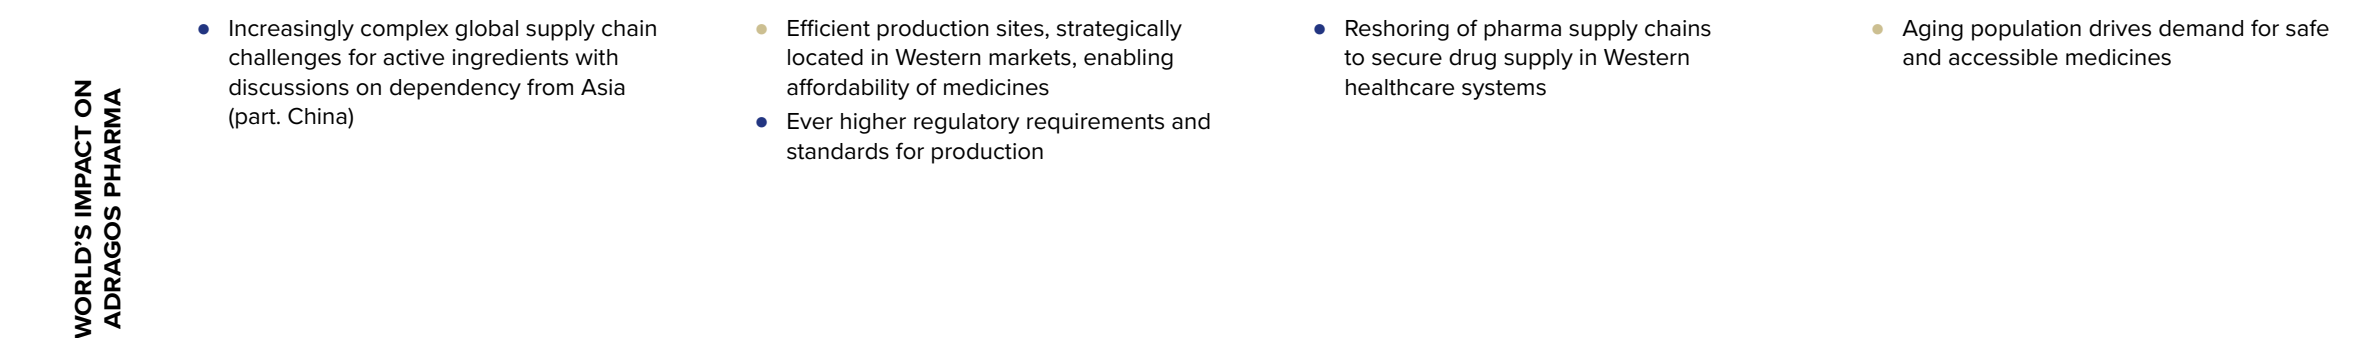 WORLD'S IMPACT ON
ADRAGOS PHARMA
• Increasingly complex global supply chain
challenges for active ingredients with
discussions on dependency from Asia
(part. China)
• Efficient production sites, strategically
located in Western markets, enabling
affordability of medicines
• Ever higher regulatory requirements and
standards for production
• Reshoring of pharma supply chains
to secure drug supply in Western
healthcare systems
• Aging population drives demand for safe
and accessible medicines